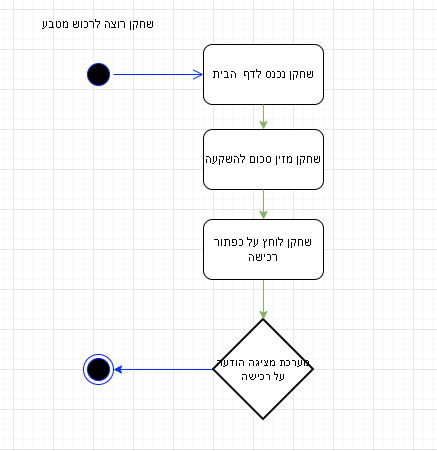 שחקן רוצה לרכוש מטבע
שחקן נכנס לדף הבית
שחקן מזין סכום להשקעה
שחקן לוחץ על כפתור
רכישה
מערכת מציגה הודעה
על רכישה